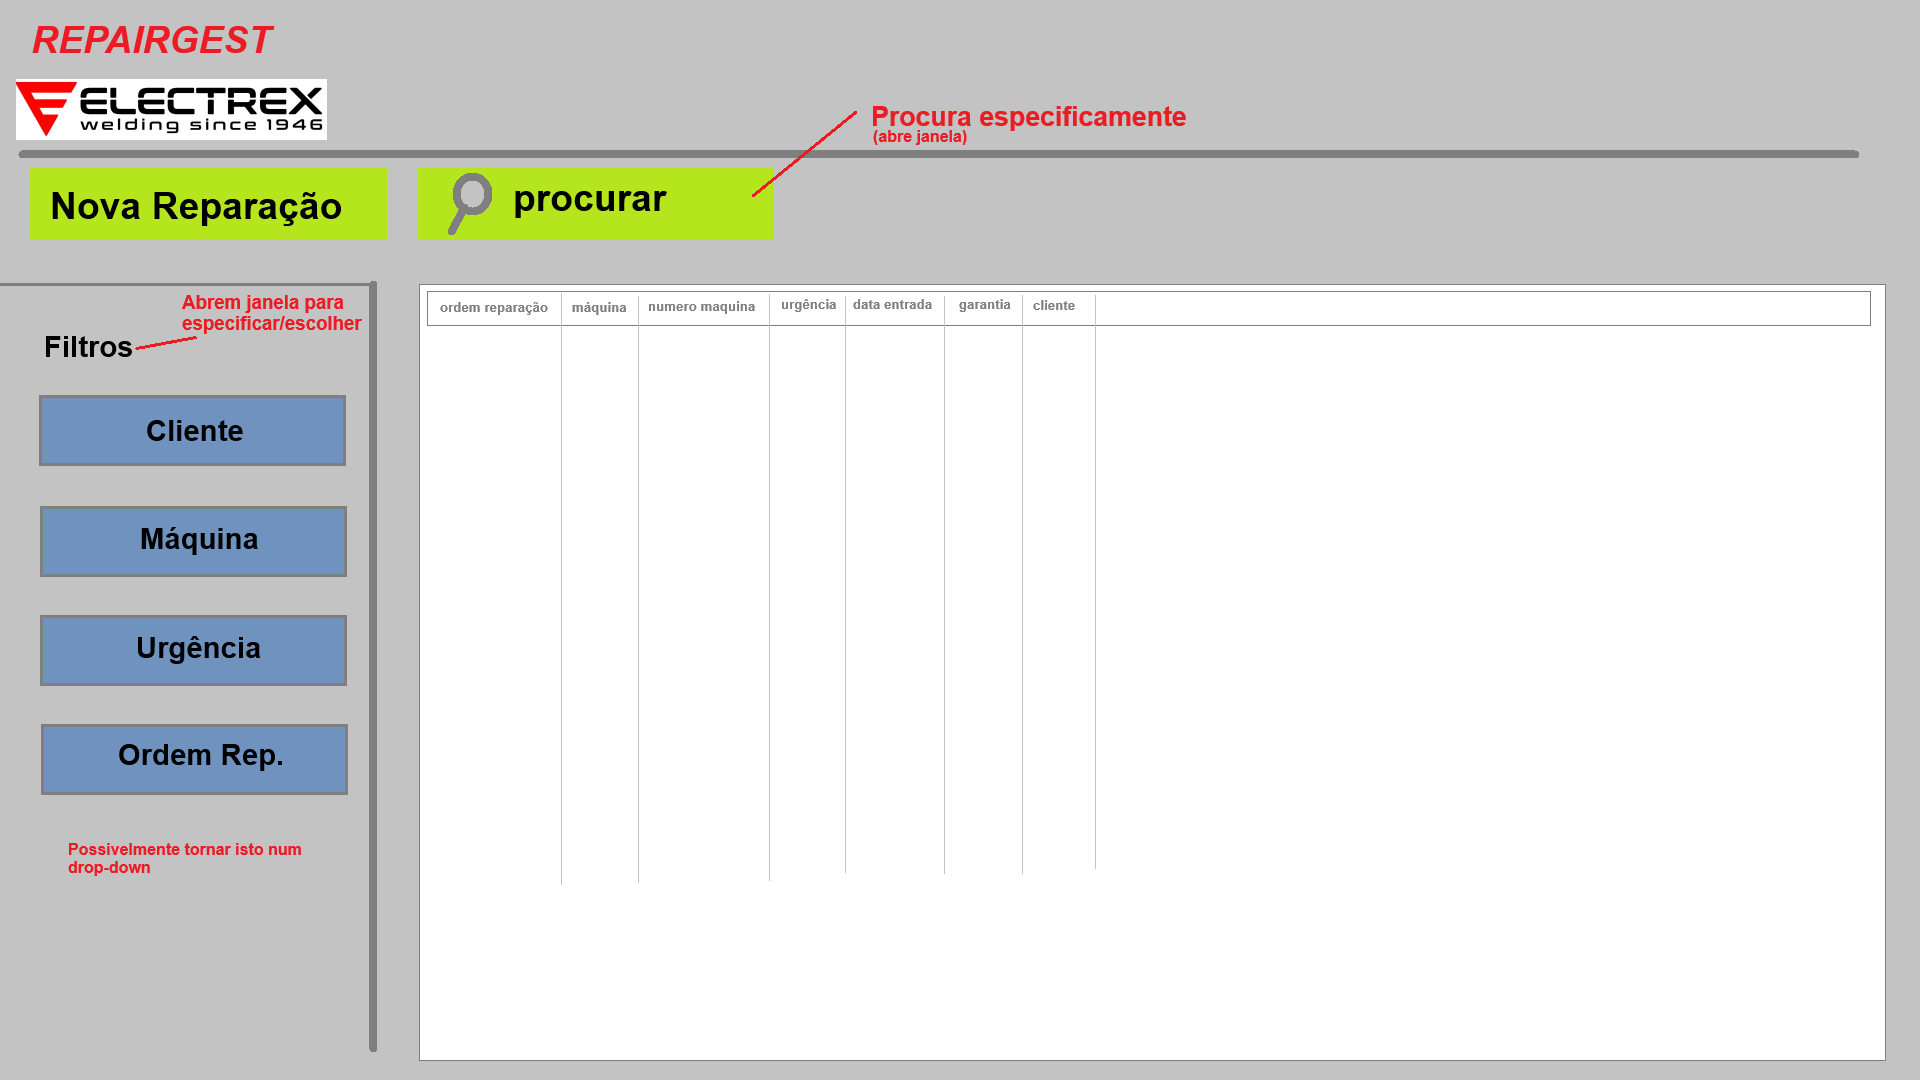 REPAIRGEST
ELECTREX
welding since 1946
Procura especificamente
(abre janela)
Nova Reparação
procurar
Abrem janela para
especificar/escolher
Filtros
Cliente
Máquina
Urgência
Ordem Rep.
Possivelmente tornar isto num
drop-down
ordem reparação
máquina
numero maquina
urgência
data entrada
garantia
cliente